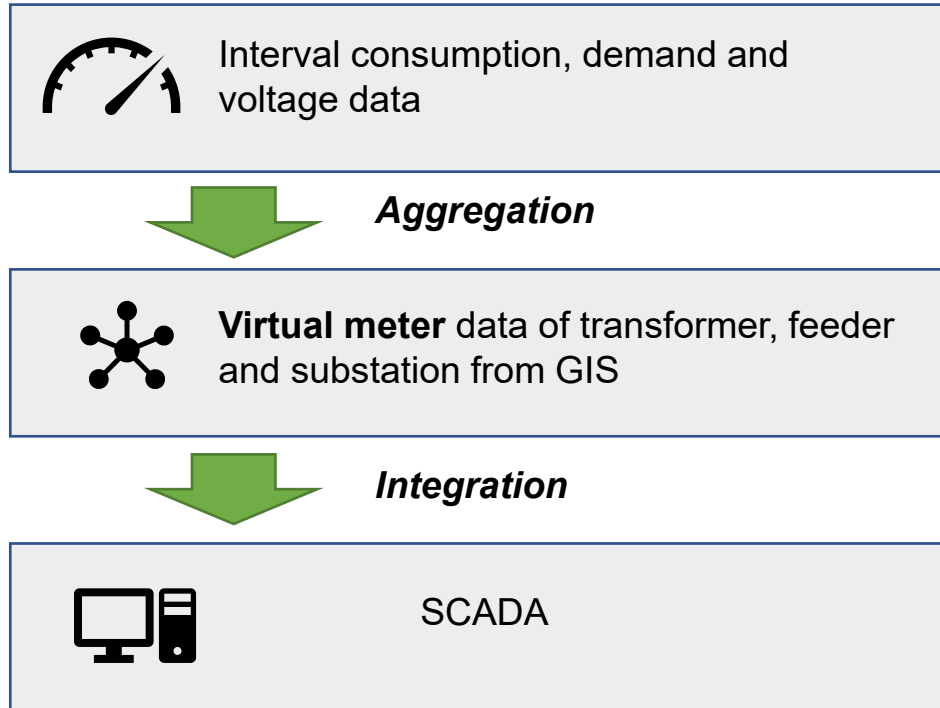 Interval consumption, demand and
voltage data
Aggregation
Virtual meter data of transformer, feeder
and substation from GIS
Integration
SCADA